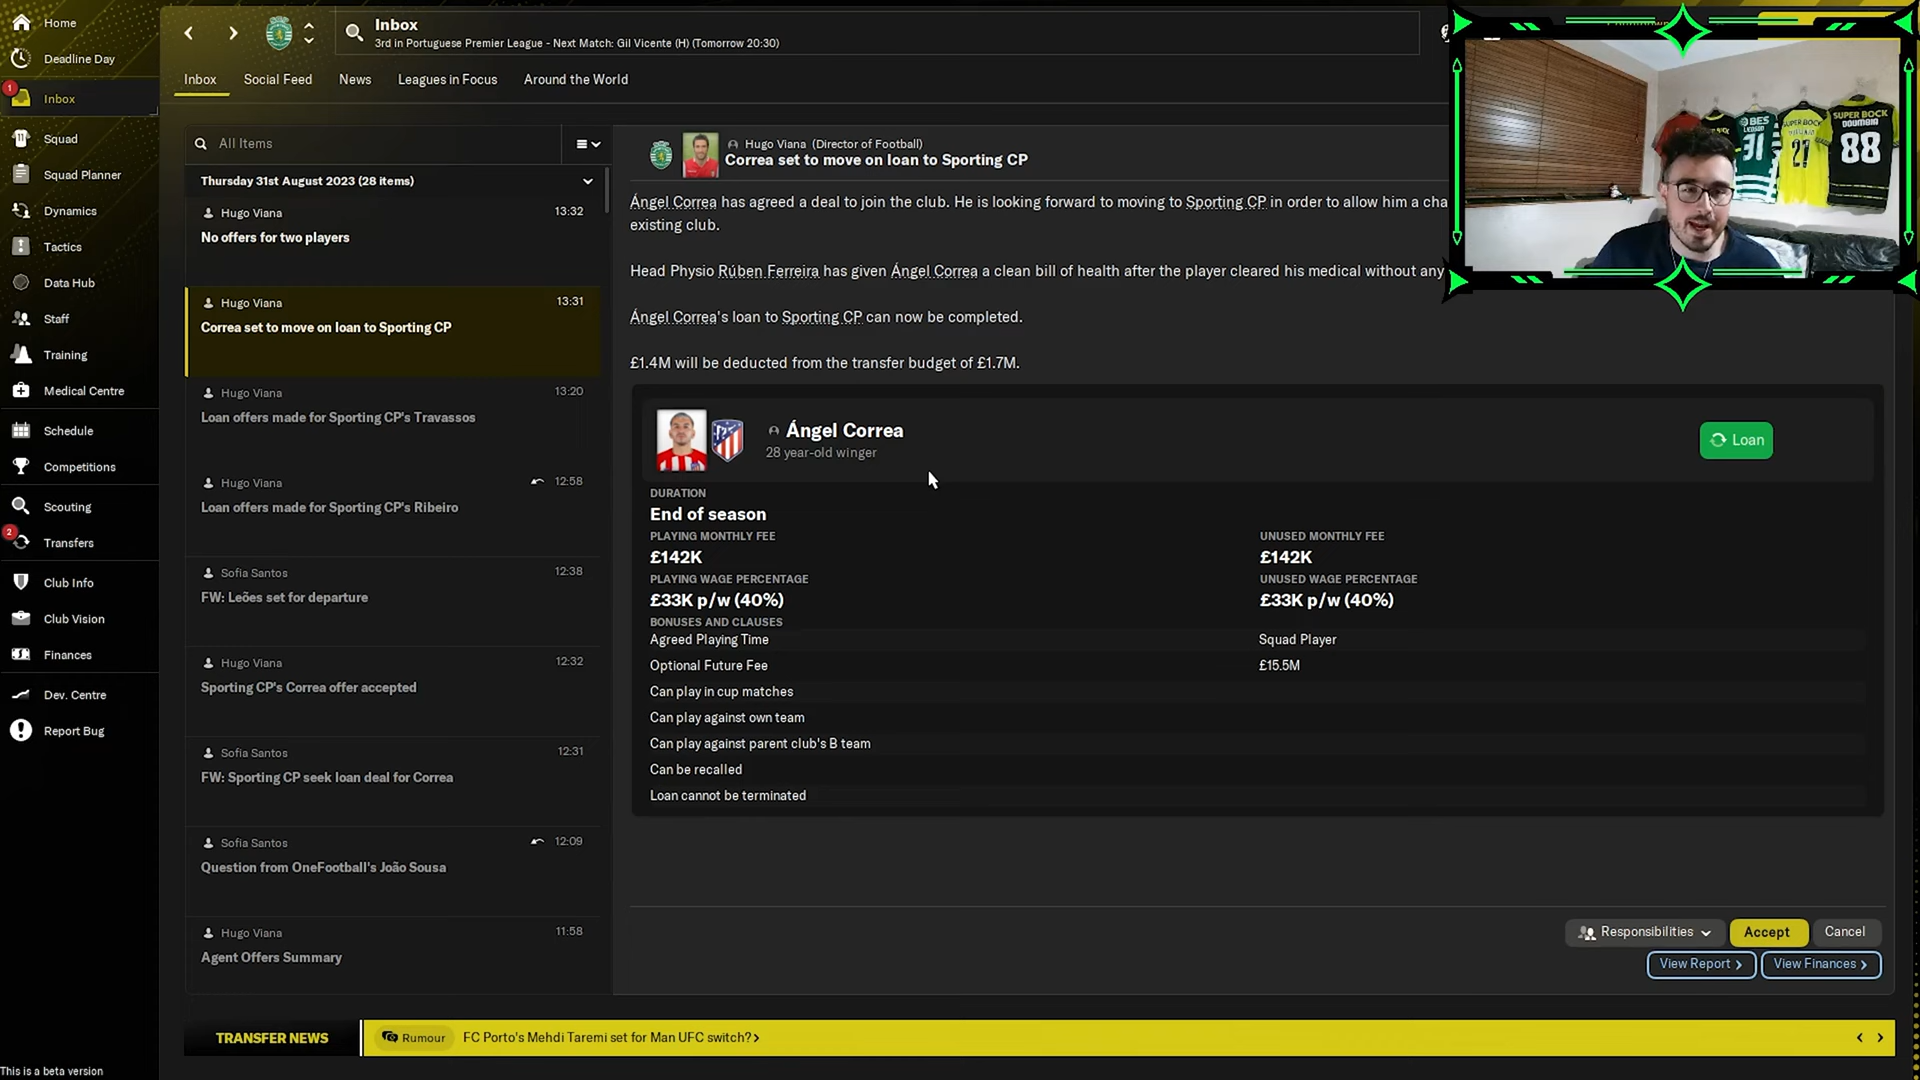 Home
Deadline Day
1
Inbox
Squad
Squad Planner
Dynamics
Tactics
Data Hub
Staff
Training
Medical Centre
Schedule
Competitions
Scouting
2
Transfers
Club Info
Club Vision
Finances
Dev. Centre
Report Bug
This is a beta version
Inbox
3rd in Portuguese Premier League - Next Match: Gil Vicente (H) (Tomorrow 20:30)
Inbox Social Feed News Leagues in Focus Around the World
All Items
Thursday 31st August 2023 (28 items)
Hugo Viana 13:32
No offers for two players
Hugo Viana 13:31
Correa set to move on loan to Sporting CP
Hugo Viana 13:20
Loan offers made for Sporting CP's Travassos
Hugo Viana 12:58
Loan offers made for Sporting CP's Ribeiro
Sofia Santos 12:38
FW: Leões set for departure
Hugo Viana 12:32
Sporting CP's Correa offer accepted
Sofia Santos 12:31
FW: Sporting CP seek loan deal for Correa
Sofia Santos 12:09
Question from OneFootball's João Sousa
Hugo Viana 11:58
Agent Offers Summary
Hugo Viana (Director of Football)
Correa set to move on loan to Sporting CP
Ángel Correa has agreed a deal to join the club. He is looking forward to moving to Sporting CP in order to allow him a cha
existing club.
Head Physio Rúben Ferreira has given Ángel Correa a clean bill of health after the player cleared his medical without any
Ángel Correa's loan to Sporting CP can now be completed.
£1.4M will be deducted from the transfer budget of £1.7M.
Ángel Correa
28 year-old winger
Loan
DURATION
End of season
PLAYING MONTHLY FEE UNUSED MONTHLY FEE
£142K £142K
PLAYING WAGE PERCENTAGE UNUSED WAGE PERCENTAGE
£33K p/w (40%) £33K p/w (40%)
BONUSES AND CLAUSES
Agreed Playing Time Squad Player
Optional Future Fee £15.5M
Can play in cup matches
Can play against own team
Can play against parent club's B team
Can be recalled
Loan cannot be terminated
Responsibilities Accept Cancel
View Report View Finances
TRANSFER NEWS Rumour FC Porto's Mehdi Taremi set for Man UFC switch?
BES
31
SUPER BOCK
27
SUPER BOCK
DOUMBIA
88